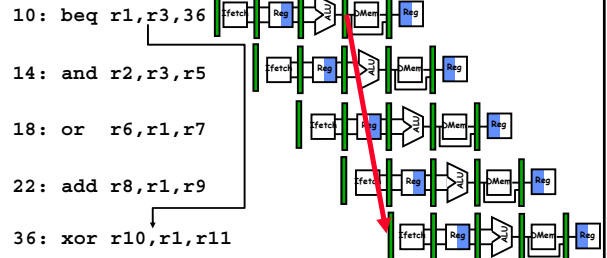 10: beq r1,r3,36 Ifetch Reg ALU DMem Reg
14: and r2,r3,r5 Ifetch Reg ALU DMem Reg
18: or r6,r1,r7 Ifetch Reg ALU DMem Reg
22: add r8,r1,r9 Ifetch Reg ALU DMem Reg
36: xor r10,r1,r11 Ifetch Reg ALU DMem Reg